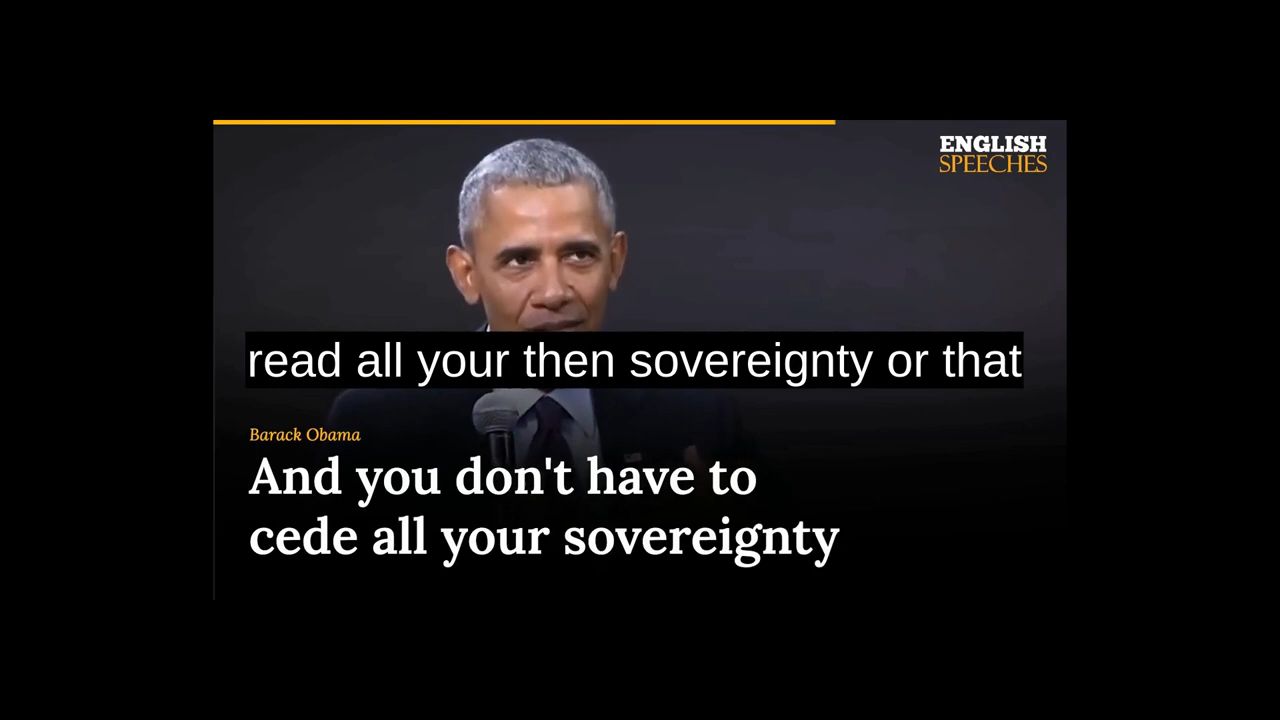 ENGLISH
SPEECHES
read all your then sovereignty or that
Barack Obama
And you don't have to
cede all your sovereignty